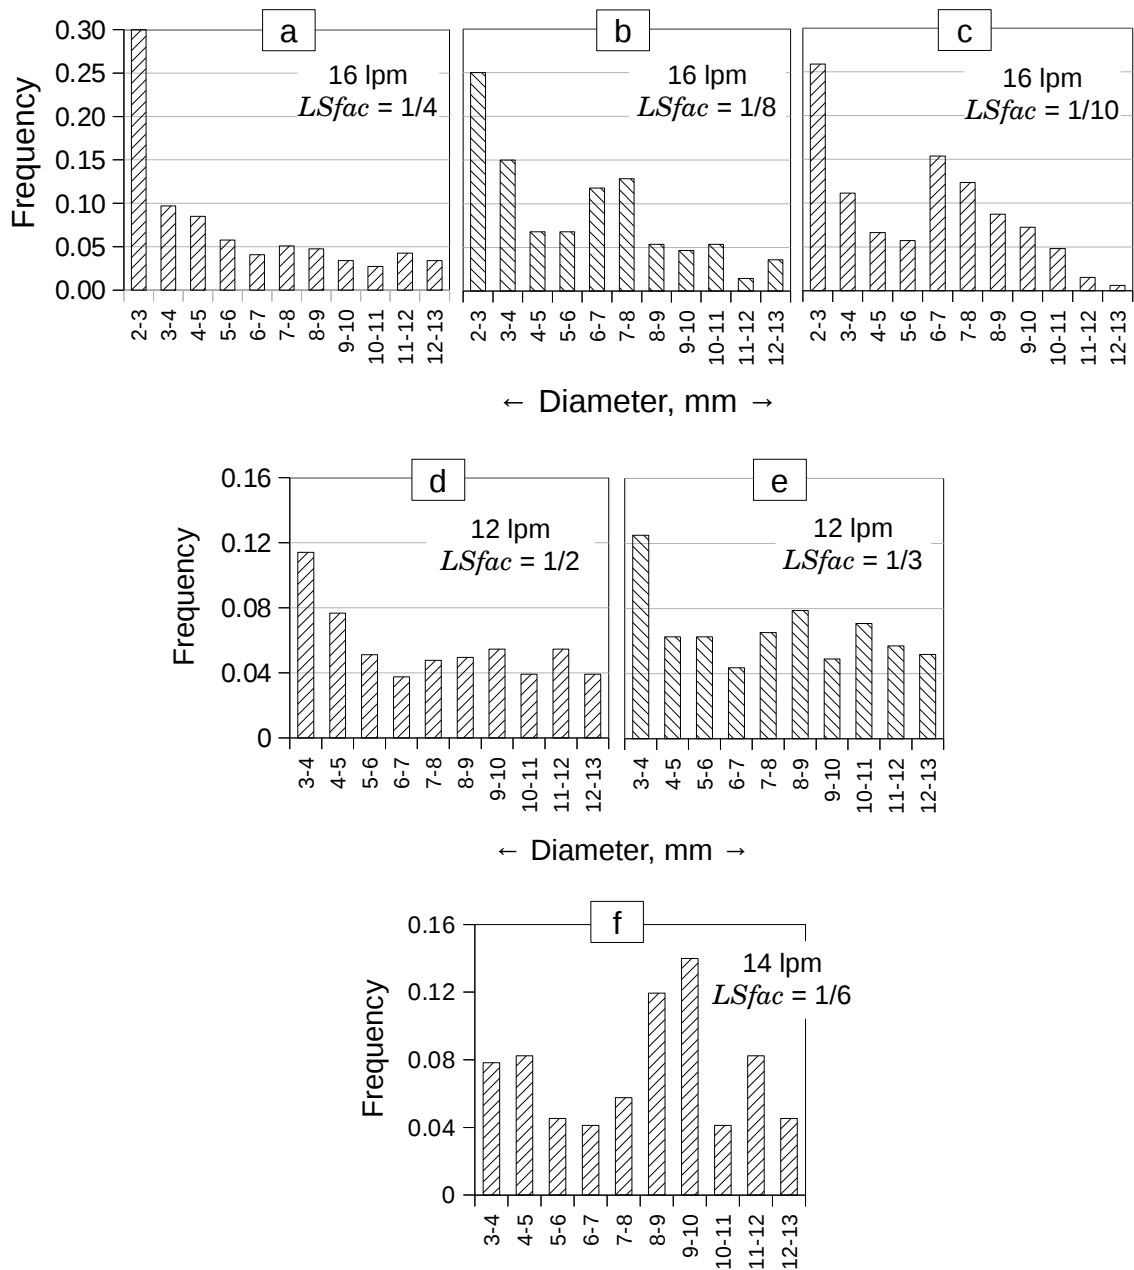 a
b
c
16 lpm
LSfac = 1/4
16 lpm
LSfac = 1/8
16 lpm
LSfac = 1/10
Frequency
0.30
0.25
0.20
0.15
0.10
0.05
0.00
2-3 3-4 4-5 5-6 6-7 7-8 8-9 9-10 10-11 11-12 12-13
2-3 3-4 4-5 5-6 6-7 7-8 8-9 9-10 10-11 11-12 12-13
2-3 3-4 4-5 5-6 6-7 7-8 8-9 9-10 10-11 11-12 12-13
← Diameter, mm →
d
e
12 lpm
LSfac = 1/2
12 lpm
LSfac = 1/3
Frequency
0.16
0.12
0.08
0.04
0
3-4 4-5 5-6 6-7 7-8 8-9 9-10 10-11 11-12 12-13
3-4 4-5 5-6 6-7 7-8 8-9 9-10 10-11 11-12 12-13
← Diameter, mm →
f
14 lpm
LSfac = 1/6
Frequency
0.16
0.12
0.08
0.04
0
3-4 4-5 5-6 6-7 7-8 8-9 9-10 10-11 11-12 12-13